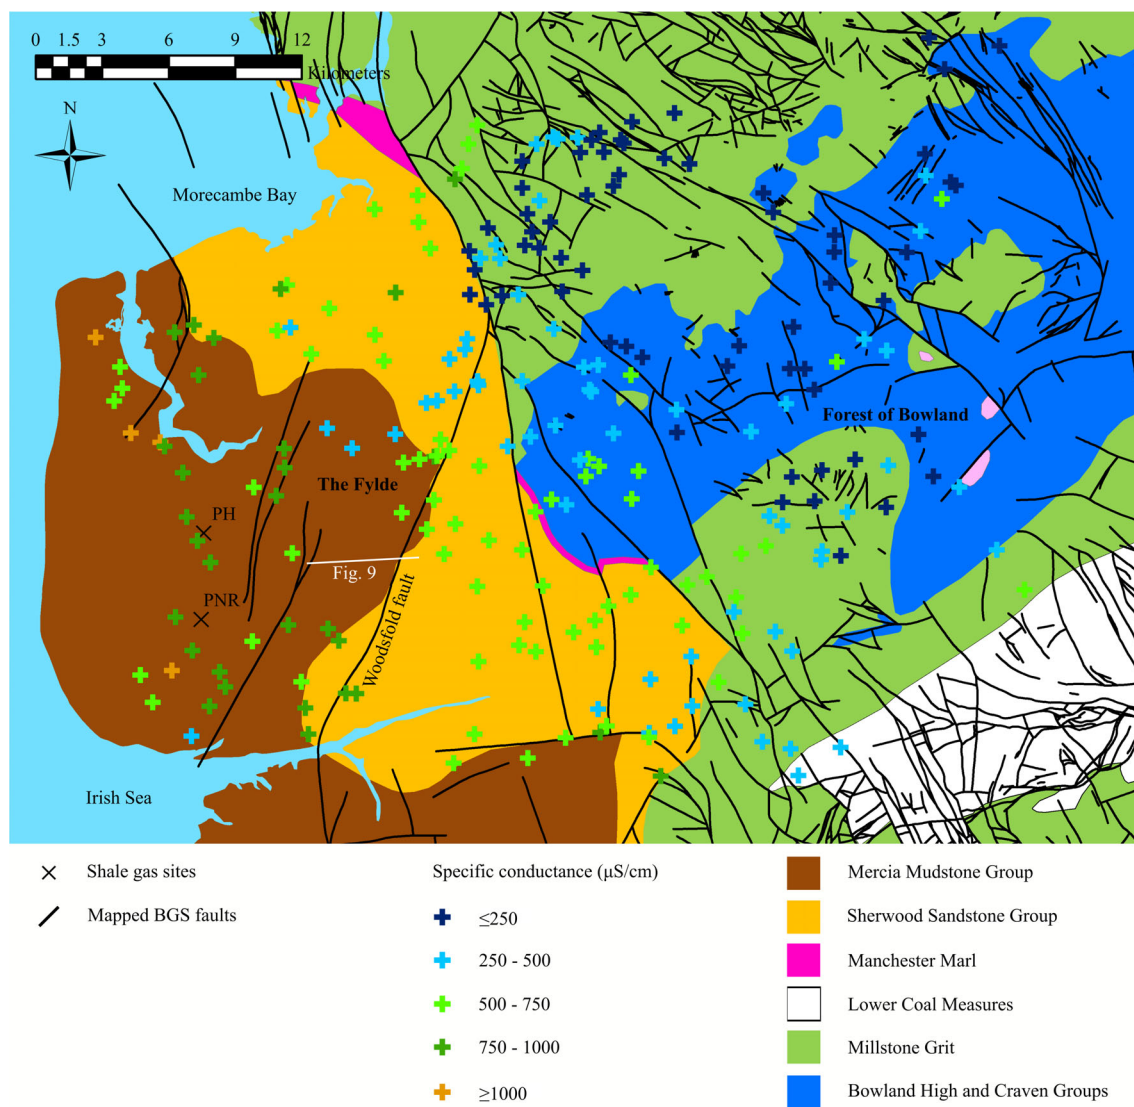 0 1.5 3 6 9 12
Kilometers
N
Morecambe Bay
Forest of Bowland
The Fylde
PH
Fig. 9
PNR
Woodsfold fault
Irish Sea
Shale gas sites
Mapped BGS faults
Specific conductance (µS/cm)
≤250
250 - 500
500 - 750
750 - 1000
≥1000
Mercia Mudstone Group
Sherwood Sandstone Group
Manchester Marl
Lower Coal Measures
Millstone Grit
Bowland High and Craven Groups